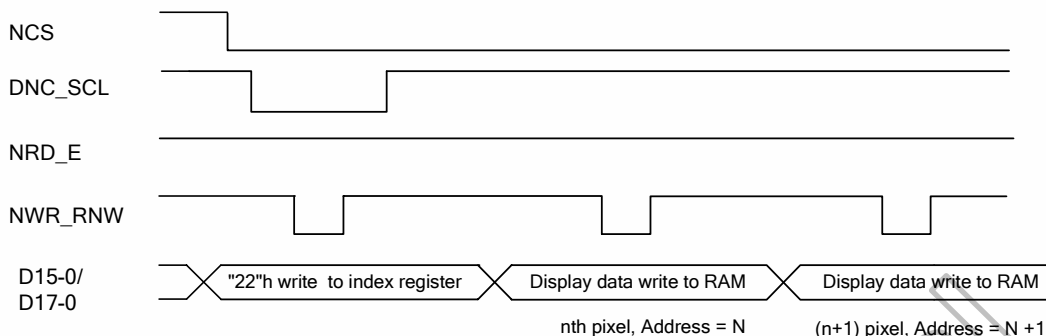 NCS
DNC_SCL
NRD_E
NWR_RNW
D15-0/
D17-0
"22"h write to index register
Display data write to RAM
Display data write to RAM
nth pixel, Address = N
(n+1) pixel, Address = N +1